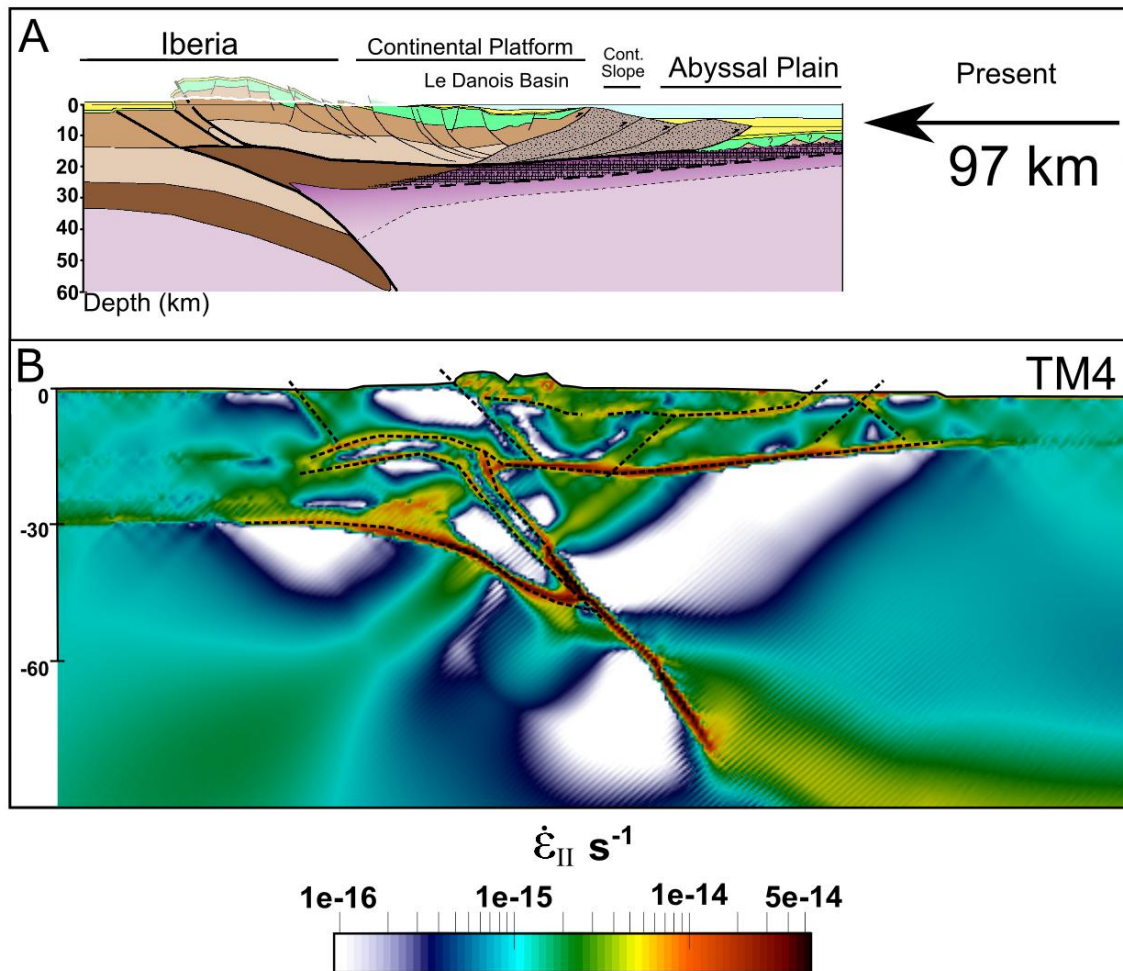 A
Iberia
Continental Platform
Le Danois Basin
Cont.
Slope
Abyssal Plain
Present
97 km
0
10
20
30
40
50
60
Depth (km)
B
TM4
0
-30
-60
ε̇II s-1
1e-16
1e-15
1e-14
5e-14